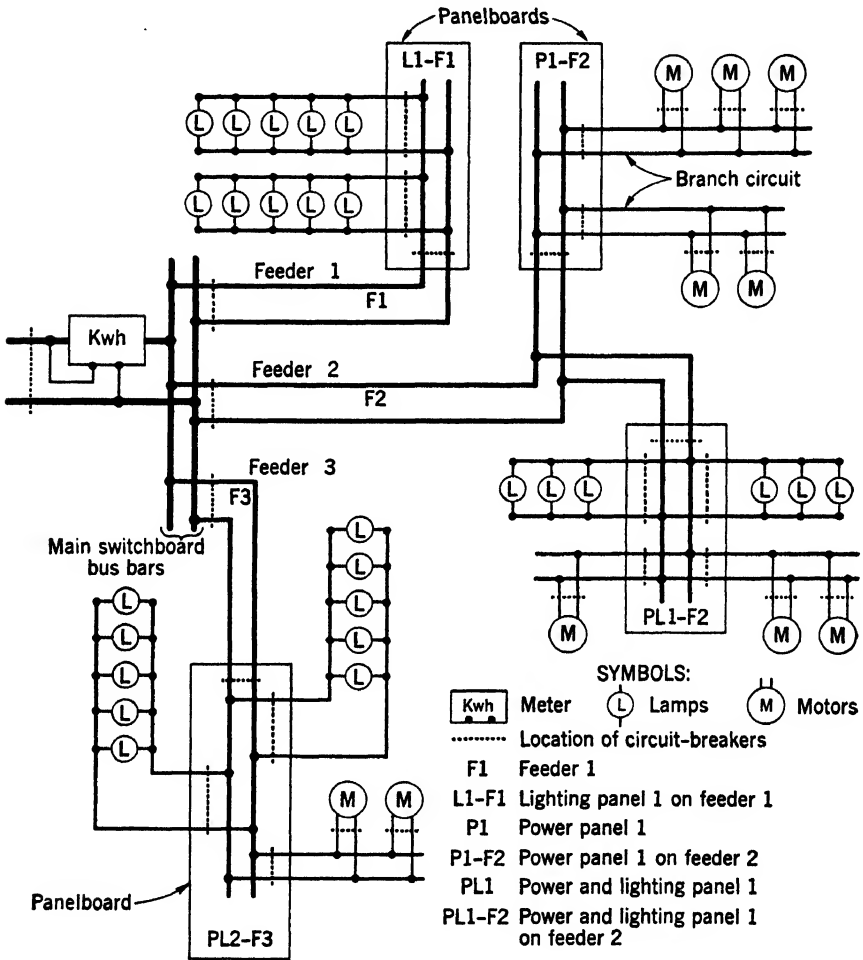 Panelboards
L1-F1
P1-F2
M M M
L L L L L
Branch circuit
L L L L L
M M
Feeder 1
F1
Kwh
Feeder 2
F2
Feeder 3
F3
L L L
L L L
Main switchboard
bus bars
L
L
L
L
L
L
L
L
L
L
M
M M
PL1-F2
SYMBOLS:
Kwh Meter
L Lamps
M Motors
Location of circuit-breakers
F1 Feeder 1
L1-F1 Lighting panel 1 on feeder 1
P1 Power panel 1
P1-F2 Power panel 1 on feeder 2
PL1 Power and lighting panel 1
PL1-F2 Power and lighting panel 1
on feeder 2
M M
Panelboard
PL2-F3